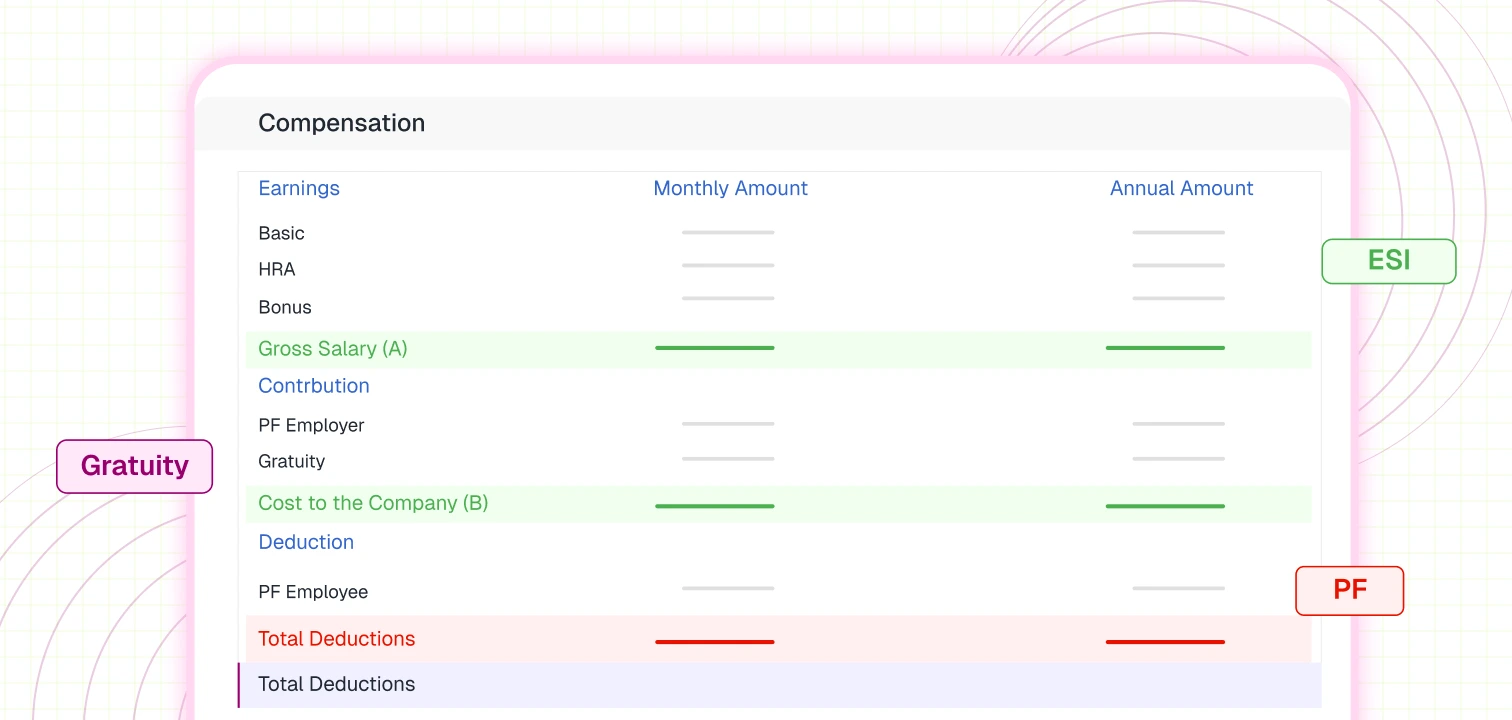 Compensation
Earnings Monthly Amount Annual Amount
Basic
HRA
ESI
Bonus
Gross Salary (A)
Contrbution
PF Employer
Gratuity
Gratuity
Cost to the Company (B)
Deduction
PF Employee
PF
Total Deductions
Total Deductions